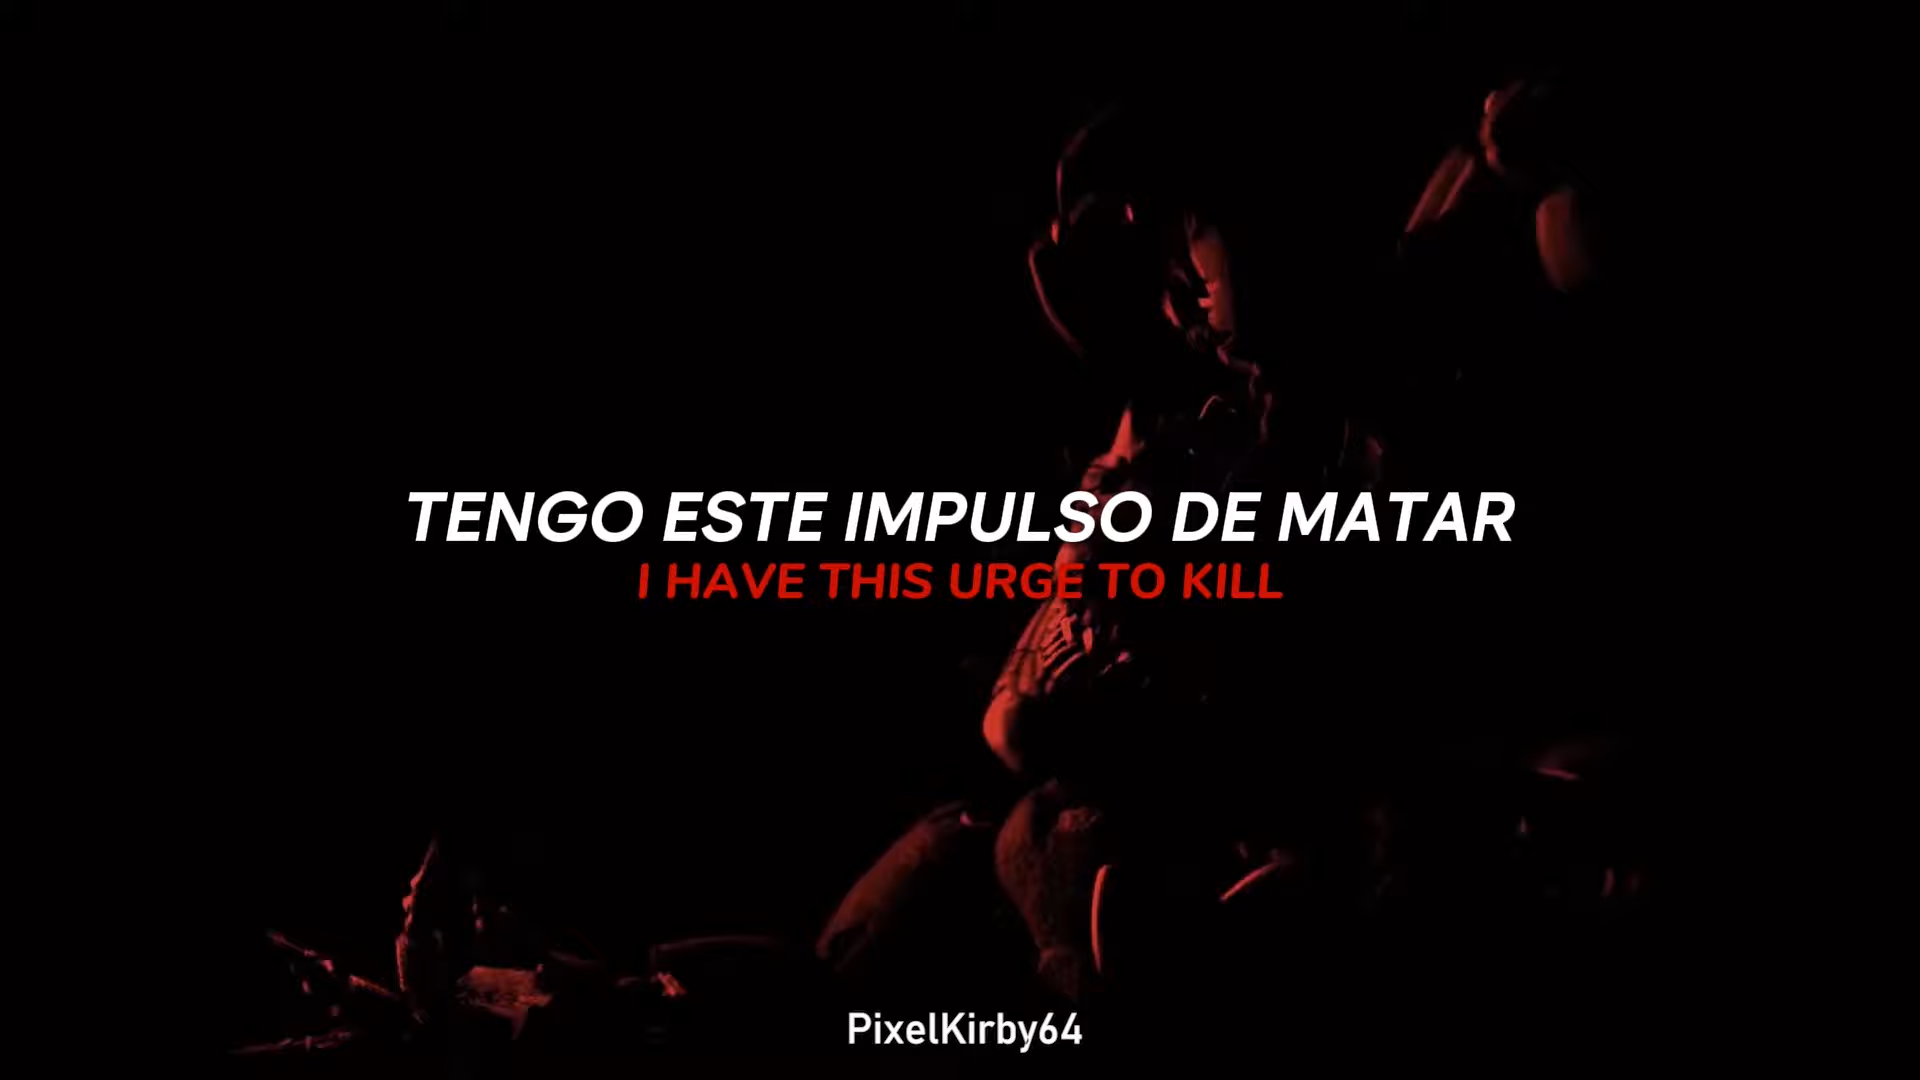 TENGO ESTE IMPULSO DE MATAR
I HAVE THIS URGE TO KILL
PixelKirby64